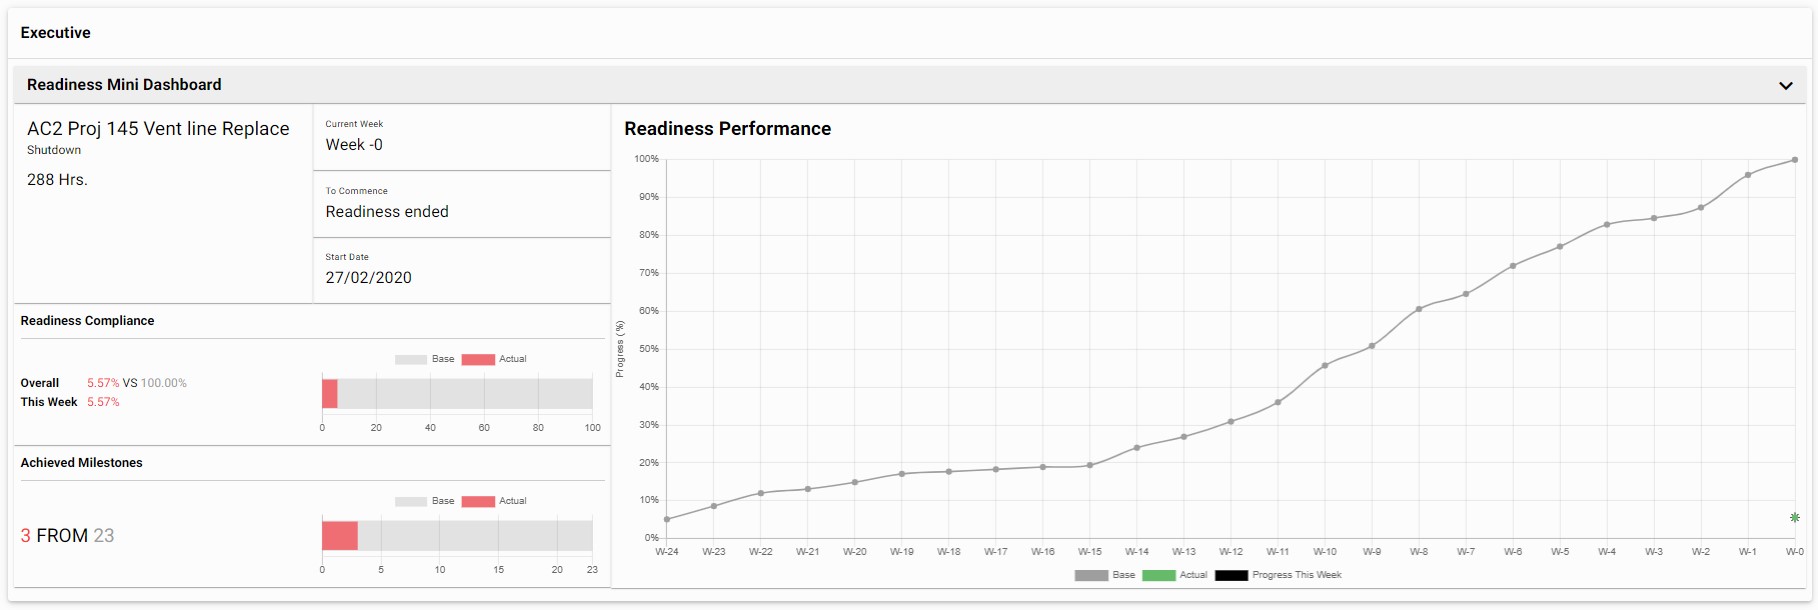 Executive
Readiness Mini Dashboard
AC2 Proj 145 Vent line Replace
Shutdown
288 Hrs.
Current Week
Week -0
To Commence
Readiness ended
Start Date
27/02/2020
Readiness Compliance
Base Actual
Overall 5.57% VS 100.00%
This Week 5.57%
0 20 40 60 80 100
Achieved Milestones
Base Actual
3 FROM 23
0 5 10 15 20 23
Readiness Performance
Progress (%)
100%
90%
80%
70%
60%
50%
40%
30%
20%
10%
0%
W-24 W-23 W-22 W-21 W-20 W-19 W-18 W-17 W-16 W-15 W-14 W-13 W-12 W-11 W-10 W-9 W-8 W-7 W-6 W-5 W-4 W-3 W-2 W-1 W-0
Base Actual Progress This Week